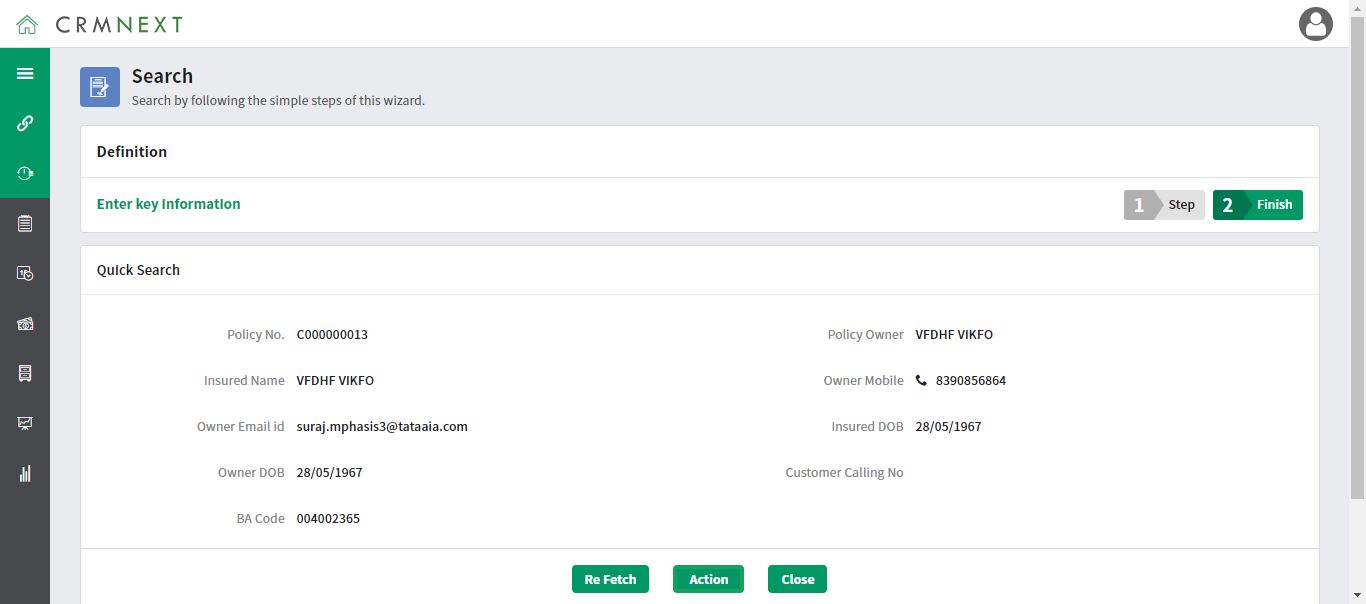 CRMNEXT
Search
Search by following the simple steps of this wizard.
Definition
Enter key Information
1 Step 2 Finish
Quick Search
Policy No. C000000013 Policy Owner VFDHF VIKFO
Insured Name VFDHF VIKFO Owner Mobile 8390856864
Owner Email id suraj.mphasis3@tataaia.com Insured DOB 28/05/1967
Owner DOB 28/05/1967 Customer Calling No
BA Code 004002365
Re Fetch Action Close